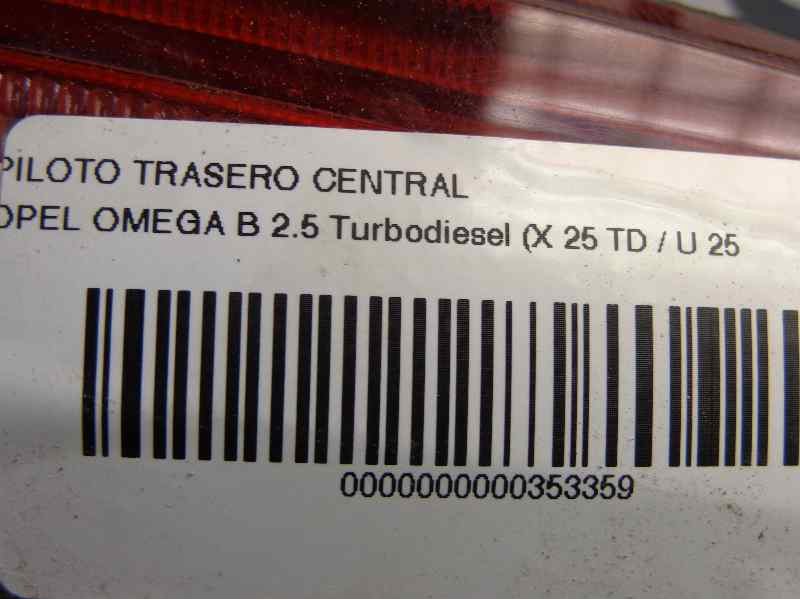 PILOTO TRASERO CENTRAL
OPEL OMEGA B 2.5 Turbodiesel (X 25 TD / U 25
0000000000353359